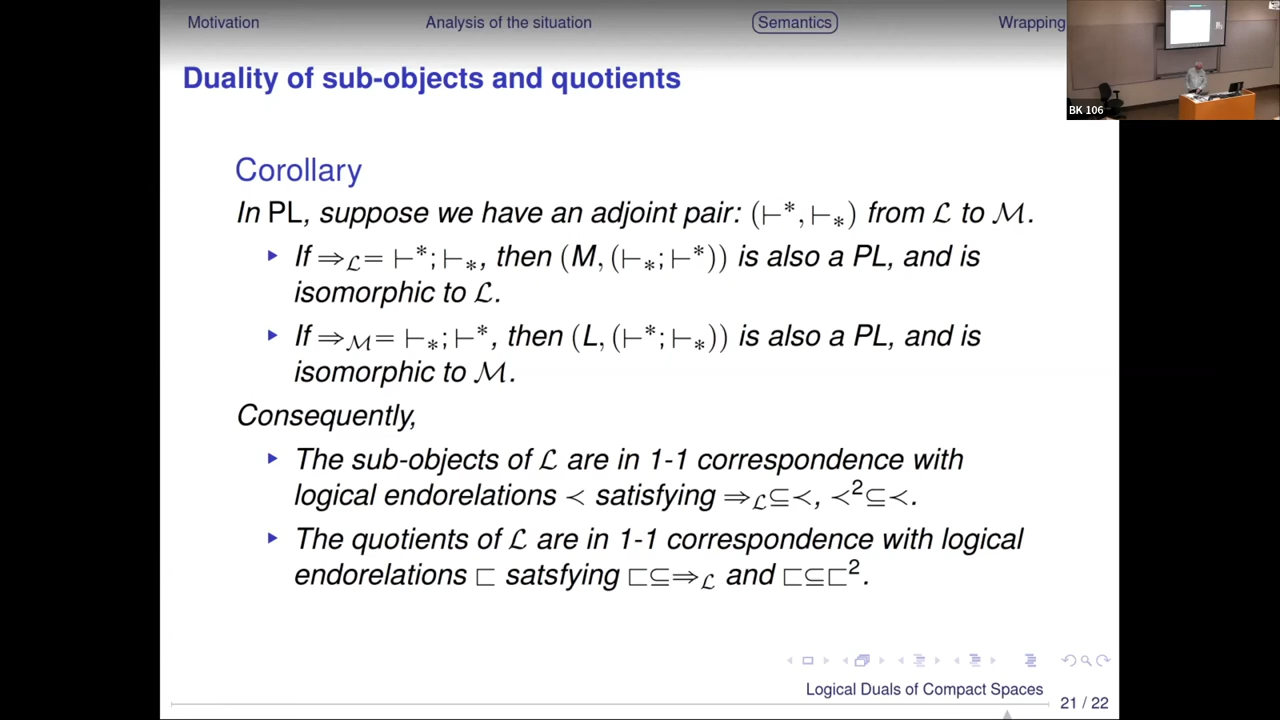 Motivation Analysis of the situation Semantics Wrapping
BK 106
Duality of sub-objects and quotients
Corollary
In PL, suppose we have an adjoint pair: (⊢*, ⊢∗) from ℒ to ℳ.
▸ If ⇒ℒ= ⊢*; ⊢∗, then (M, (⊢∗; ⊢*)) is also a PL, and is
isomorphic to ℒ.
▸ If ⇒ℳ= ⊢∗; ⊢*, then (L, (⊢*; ⊢∗)) is also a PL, and is
isomorphic to ℳ.
Consequently,
▸ The sub-objects of ℒ are in 1-1 correspondence with
logical endorelations ≺ satisfying ⇒ℒ⊆≺, ≺²⊆≺.
▸ The quotients of ℒ are in 1-1 correspondence with logical
endorelations ⊏ satsfying ⊏⊆⇒ℒ and ⊏⊆⊏².
Logical Duals of Compact Spaces
21 / 22